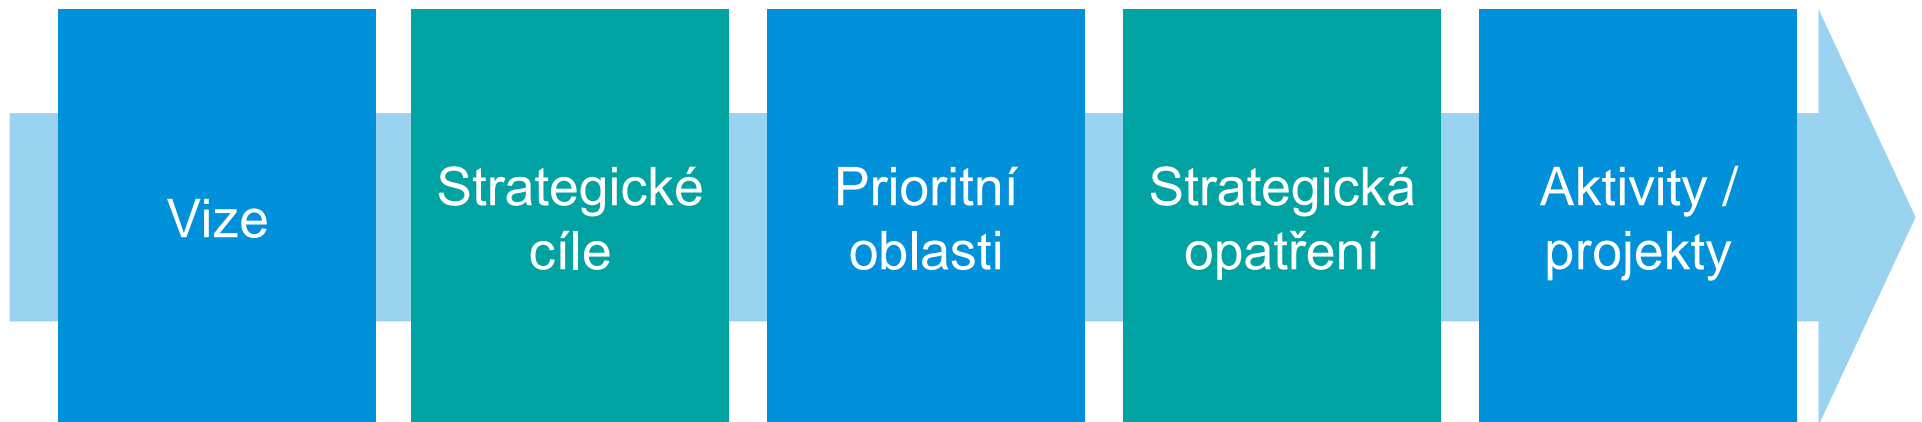 Vize
Strategické
cíle
Prioritní
oblasti
Strategická
opatření
Aktivity /
projekty